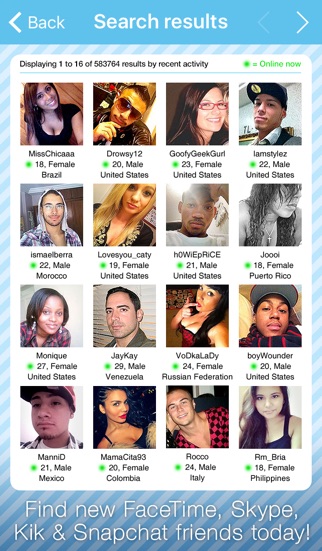 Back Search results
Displaying 1 to 16 of 583764 results by recent activity = Online now
MissChicaaa Drowsy12 GoofyGeekGurl Iamstylez
18, Female 20, Male 23, Female 22, Male
Brazil United States United States United States
ismaelberra Lovesyou_caty h0WiEpRiCE Joooi
22, Male 19, Female 21, Male 18, Female
Morocco United States United States Puerto Rico
Monique JayKay VoDkaLaDy boyWounder
27, Female 29, Male 24, Female 20, Male
United States Venezuela Russian Federation United States
ManniD MamaCita93 Rocco Rm_Bria
21, Male 20, Female 24, Male 18, Female
Mexico Colombia Italy Philippines
Find new FaceTime, Skype,
Kik & Snapchat friends today!